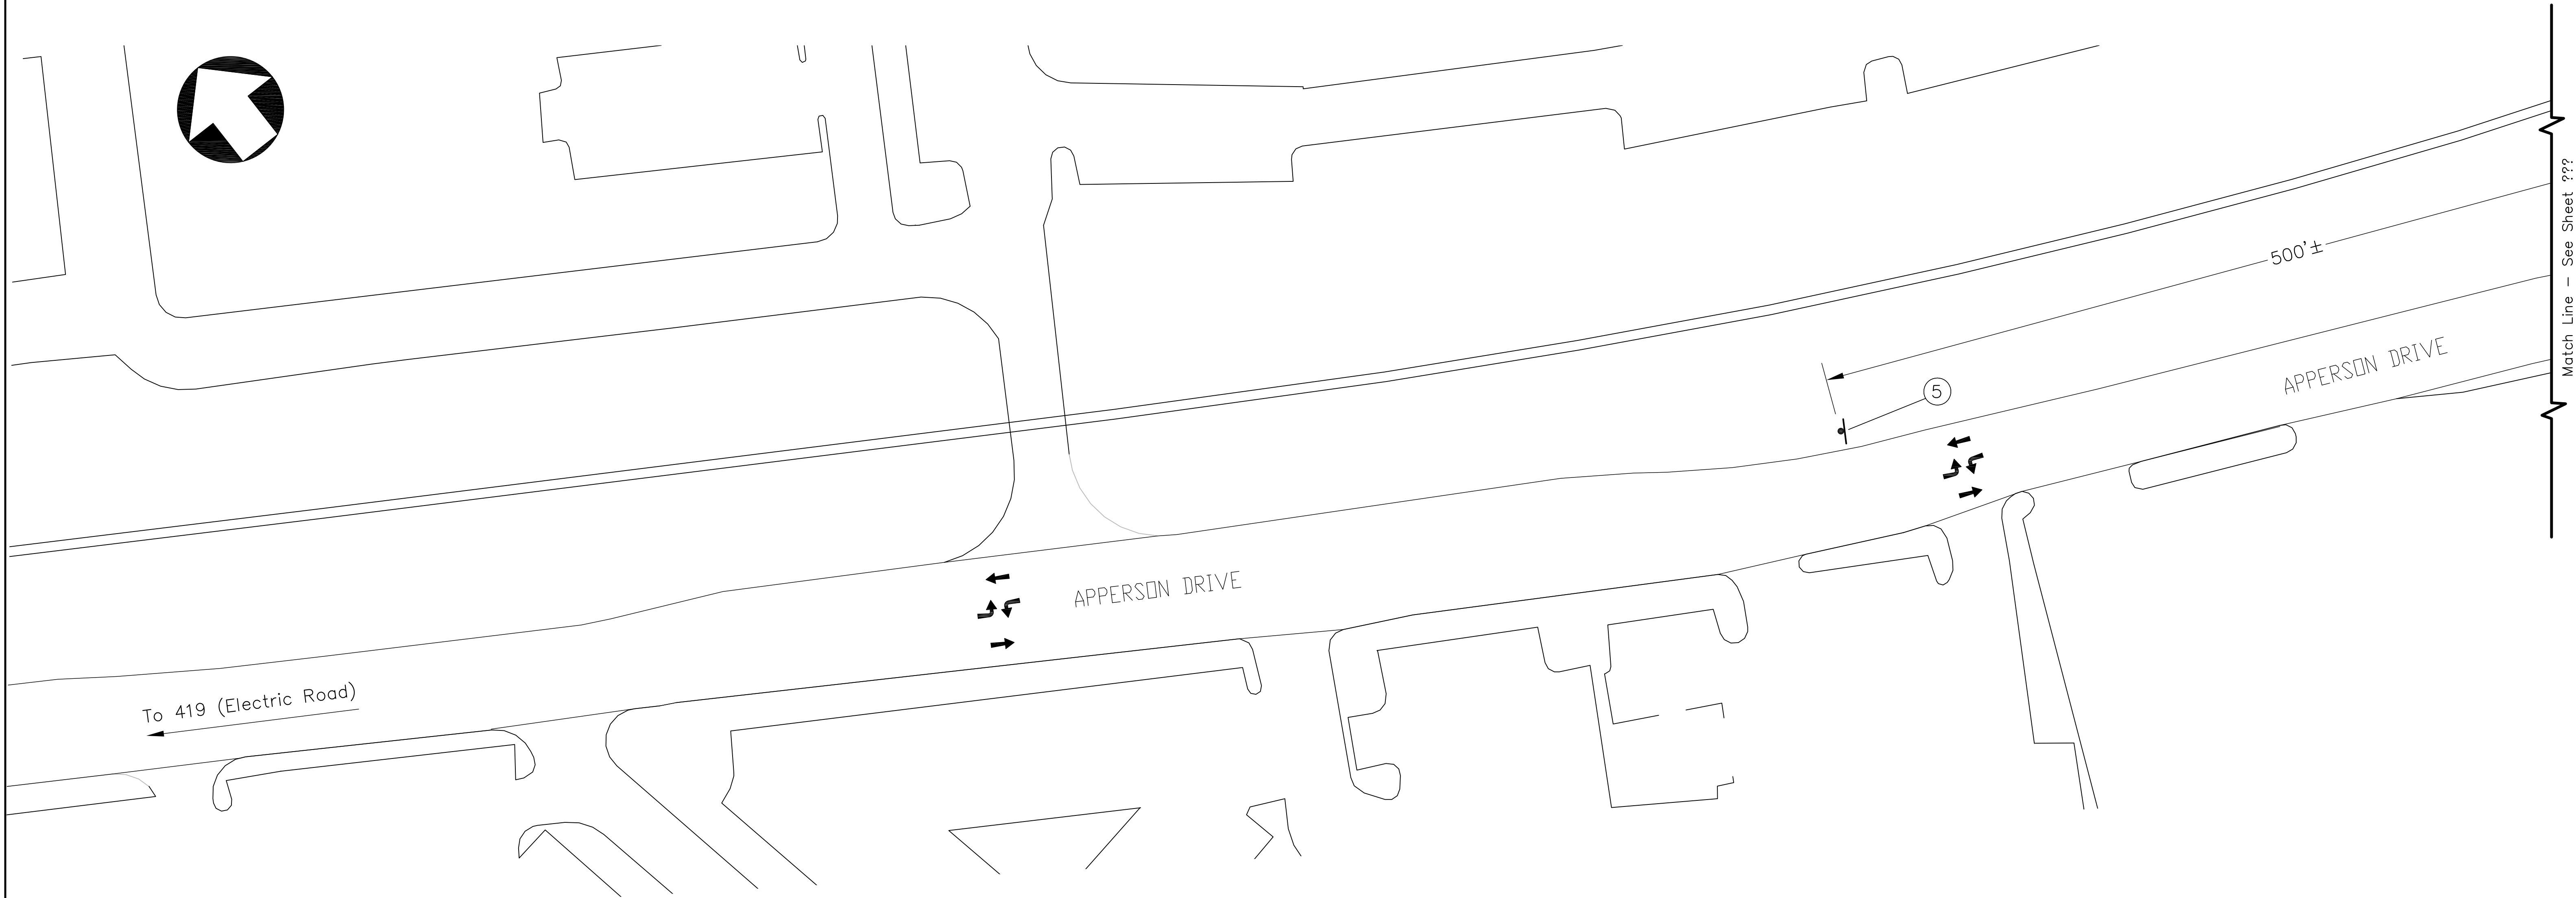 Match Line - See Sheet ???
500'±
APPERSON DRIVE
5
APPERSON DRIVE
To 419 (Electric Road)